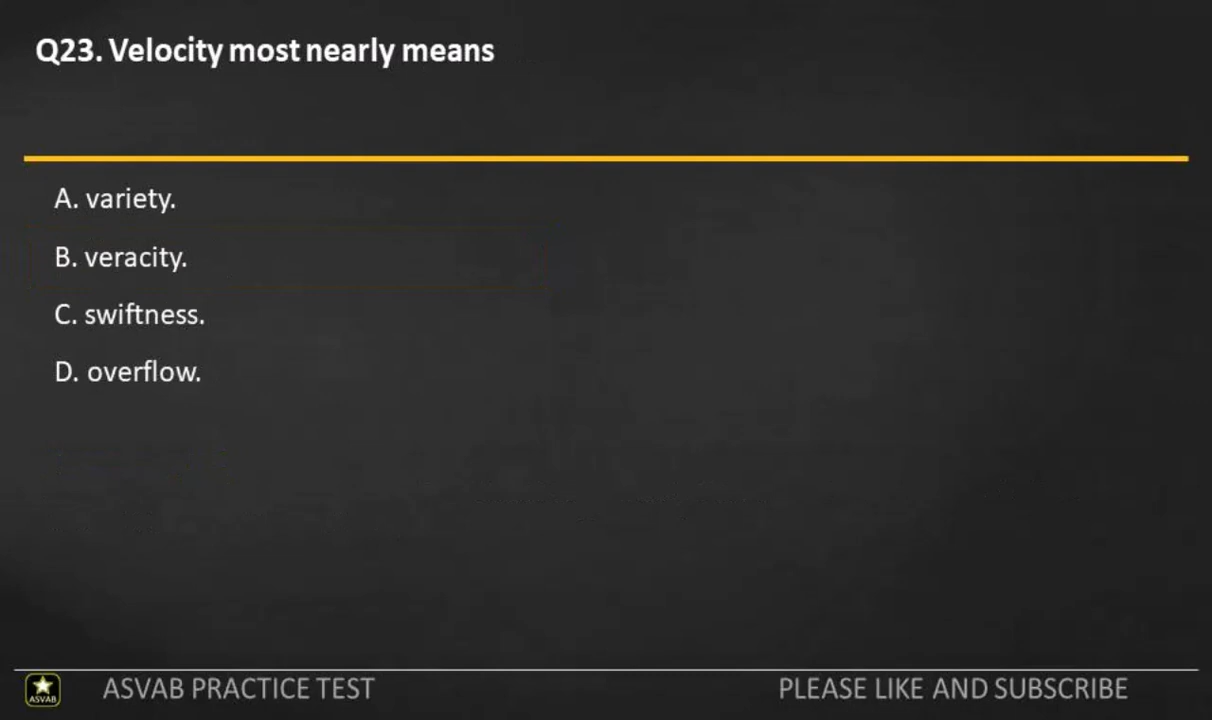 Q23. Velocity most nearly means
A. variety.
B. veracity.
C. swiftness.
D. overflow.
ASVAB
ASVAB PRACTICE TEST
PLEASE LIKE AND SUBSCRIBE